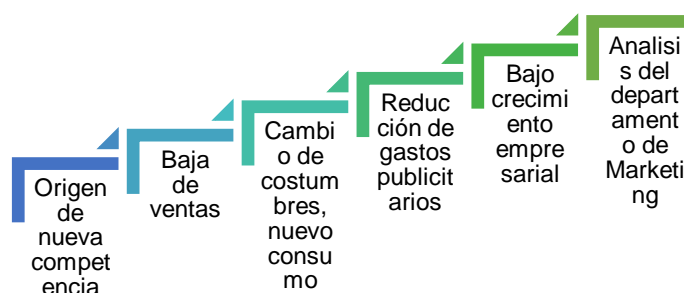 Origen
de
nueva
compet
encia
Baja
de
ventas
Cambi
o de
costum
bres,
nuevo
consu
mo
Reduc
ción de
gastos
publicit
arios
Bajo
crecimi
ento
empre
sarial
Analisi
s del
depart
ament
o de
Marketi
ng